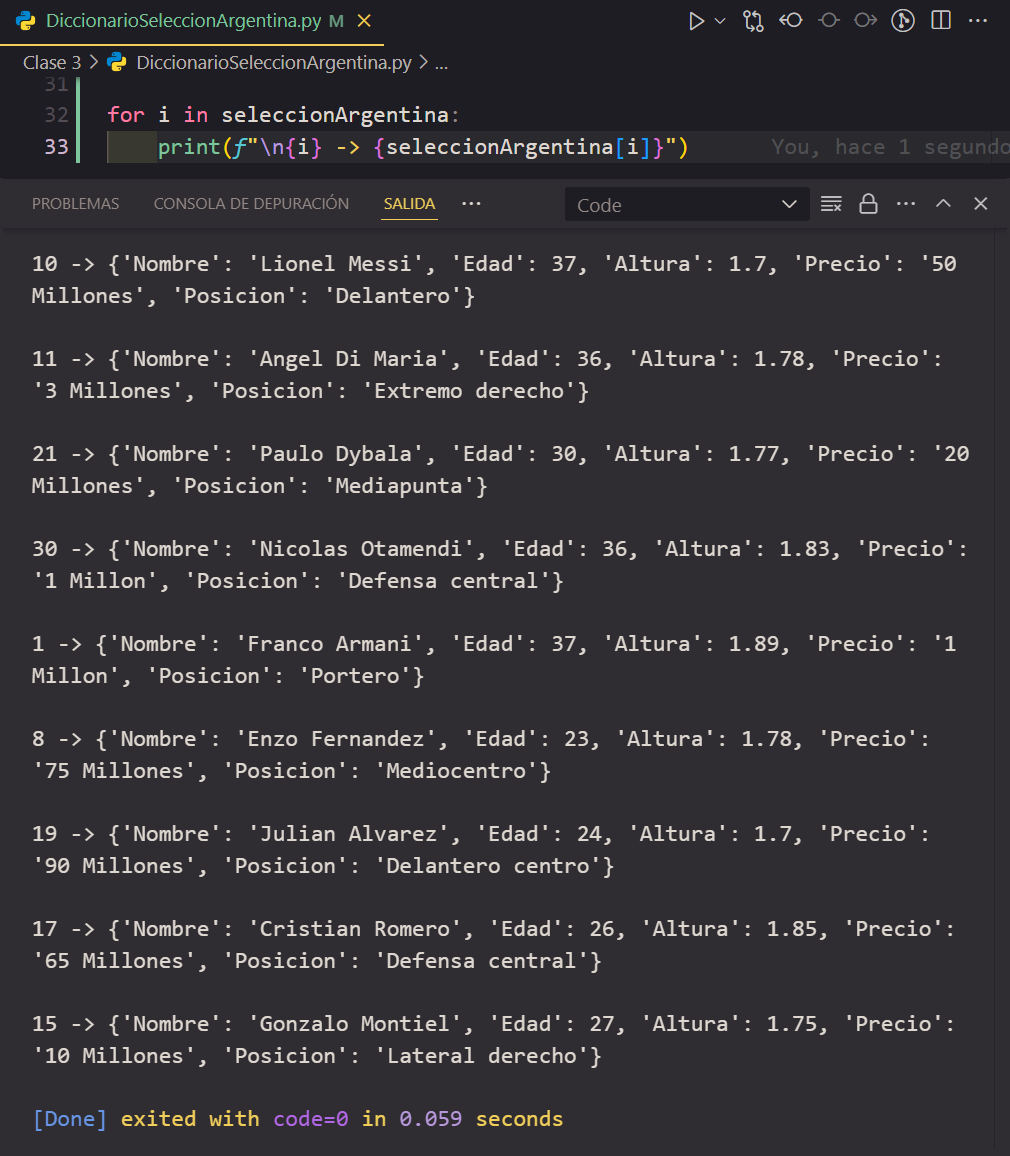 DiccionarioSeleccionArgentina.py M
Clase 3 > DiccionarioSeleccionArgentina.py > ...
31
32 for i in seleccionArgentina:
33 print(f"\n{i} -> {seleccionArgentina[i]}") You, hace 1 segundo
PROBLEMAS CONSOLA DE DEPURACIÓN SALIDA ... Code
10 -> {'Nombre': 'Lionel Messi', 'Edad': 37, 'Altura': 1.7, 'Precio': '50
Millones', 'Posicion': 'Delantero'}
11 -> {'Nombre': 'Angel Di Maria', 'Edad': 36, 'Altura': 1.78, 'Precio':
'3 Millones', 'Posicion': 'Extremo derecho'}
21 -> {'Nombre': 'Paulo Dybala', 'Edad': 30, 'Altura': 1.77, 'Precio': '20
Millones', 'Posicion': 'Mediapunta'}
30 -> {'Nombre': 'Nicolas Otamendi', 'Edad': 36, 'Altura': 1.83, 'Precio':
'1 Millon', 'Posicion': 'Defensa central'}
1 -> {'Nombre': 'Franco Armani', 'Edad': 37, 'Altura': 1.89, 'Precio': '1
Millon', 'Posicion': 'Portero'}
8 -> {'Nombre': 'Enzo Fernandez', 'Edad': 23, 'Altura': 1.78, 'Precio':
'75 Millones', 'Posicion': 'Mediocentro'}
19 -> {'Nombre': 'Julian Alvarez', 'Edad': 24, 'Altura': 1.7, 'Precio':
'90 Millones', 'Posicion': 'Delantero centro'}
17 -> {'Nombre': 'Cristian Romero', 'Edad': 26, 'Altura': 1.85, 'Precio':
'65 Millones', 'Posicion': 'Defensa central'}
15 -> {'Nombre': 'Gonzalo Montiel', 'Edad': 27, 'Altura': 1.75, 'Precio':
'10 Millones', 'Posicion': 'Lateral derecho'}
[Done] exited with code=0 in 0.059 seconds